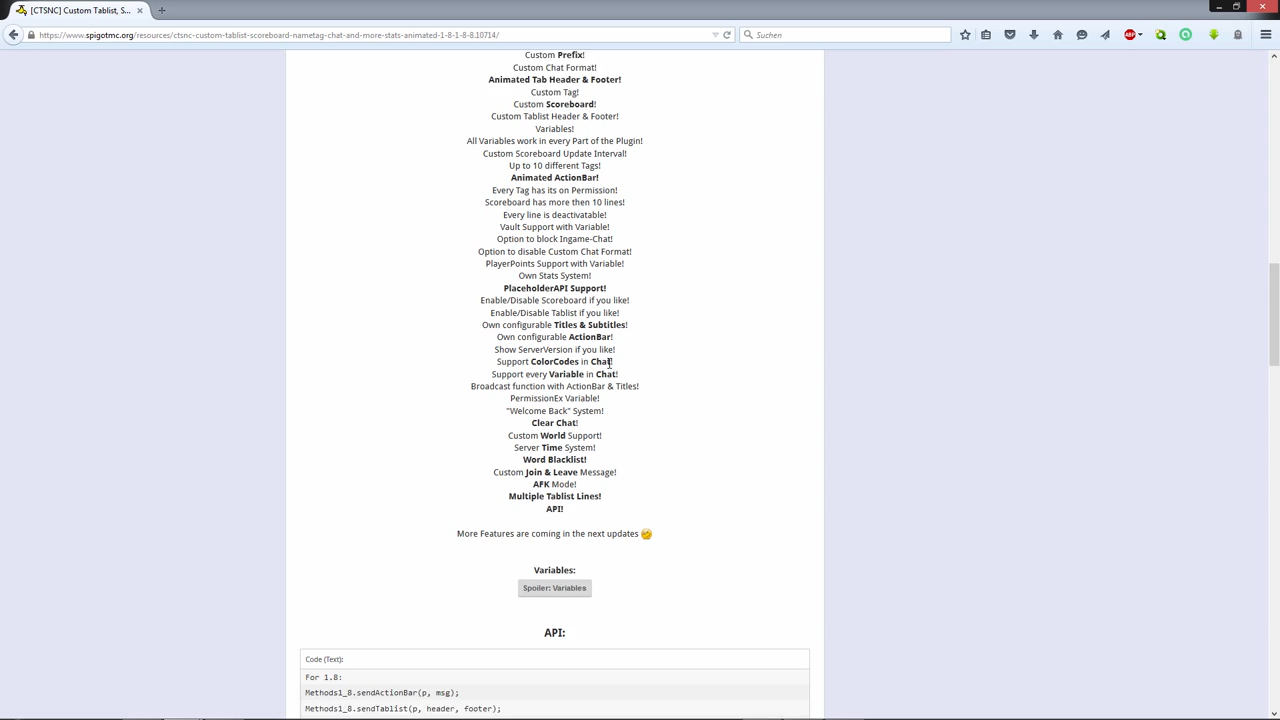 [CTSNC] Custom Tablist, S...
https://www.spigotmc.org/resources/ctsnc-custom-tablist-scoreboard-nametag-chat-and-more-stats-animated-1-8-1-8-8.10714/
Suchen
ABP
Custom Prefix!
Custom Chat Format!
Animated Tab Header & Footer!
Custom Tag!
Custom Scoreboard!
Custom Tablist Header & Footer!
Variables!
All Variables work in every Part of the Plugin!
Custom Scoreboard Update Interval!
Up to 10 different Tags!
Animated ActionBar!
Every Tag has its on Permission!
Scoreboard has more then 10 lines!
Every line is deactivatable!
Vault Support with Variable!
Option to block Ingame-Chat!
Option to disable Custom Chat Format!
PlayerPoints Support with Variable!
Own Stats System!
PlaceholderAPI Support!
Enable/Disable Scoreboard if you like!
Enable/Disable Tablist if you like!
Own configurable Titles & Subtitles!
Own configurable ActionBar!
Show ServerVersion if you like!
Support ColorCodes in Chat!
Support every Variable in Chat!
Broadcast function with ActionBar & Titles!
PermissionEx Variable!
"Welcome Back" System!
Clear Chat!
Custom World Support!
Server Time System!
Word Blacklist!
Custom Join & Leave Message!
AFK Mode!
Multiple Tablist Lines!
API!
More Features are coming in the next updates
Variables:
Spoiler: Variables
API:
Code (Text):
For 1.8:
Methods1_8.sendActionBar(p, msg);
Methods1_8.sendTablist(p, header, footer);